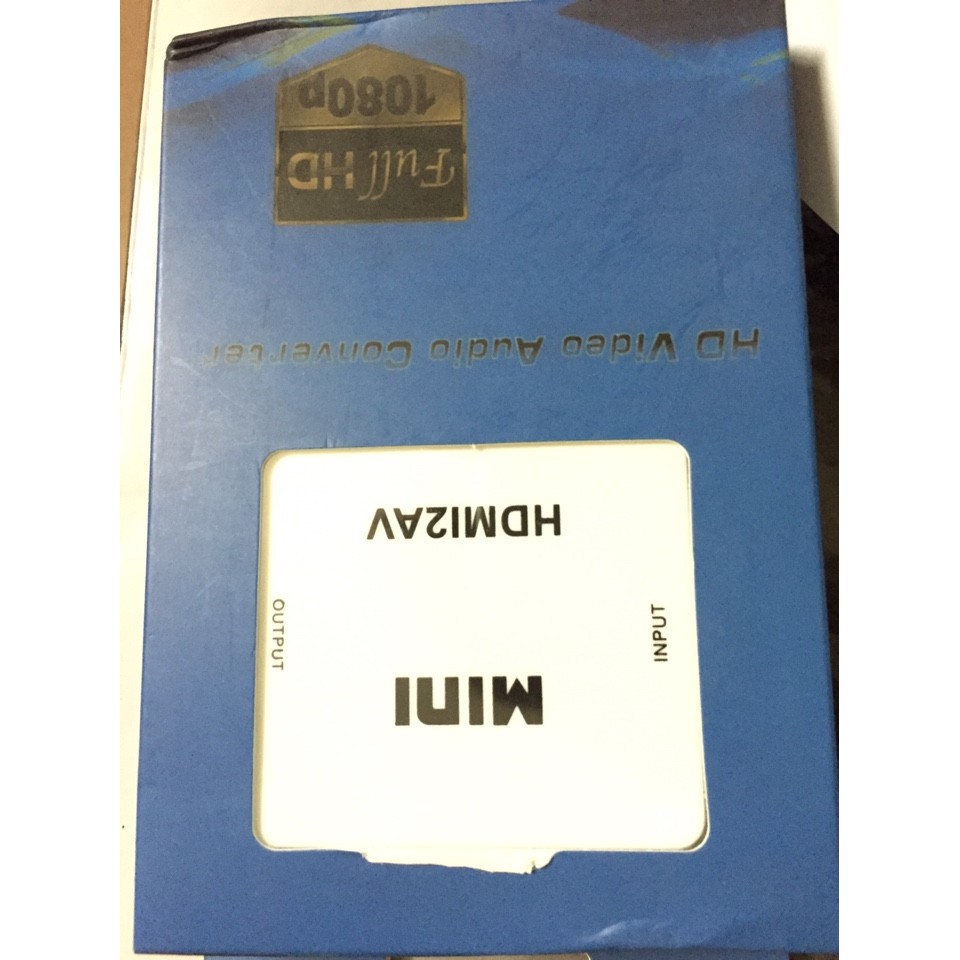 MINI
INPUT
OUTPUT
HDMI2AV
HD Video Audio Converter
Full HD
1080p